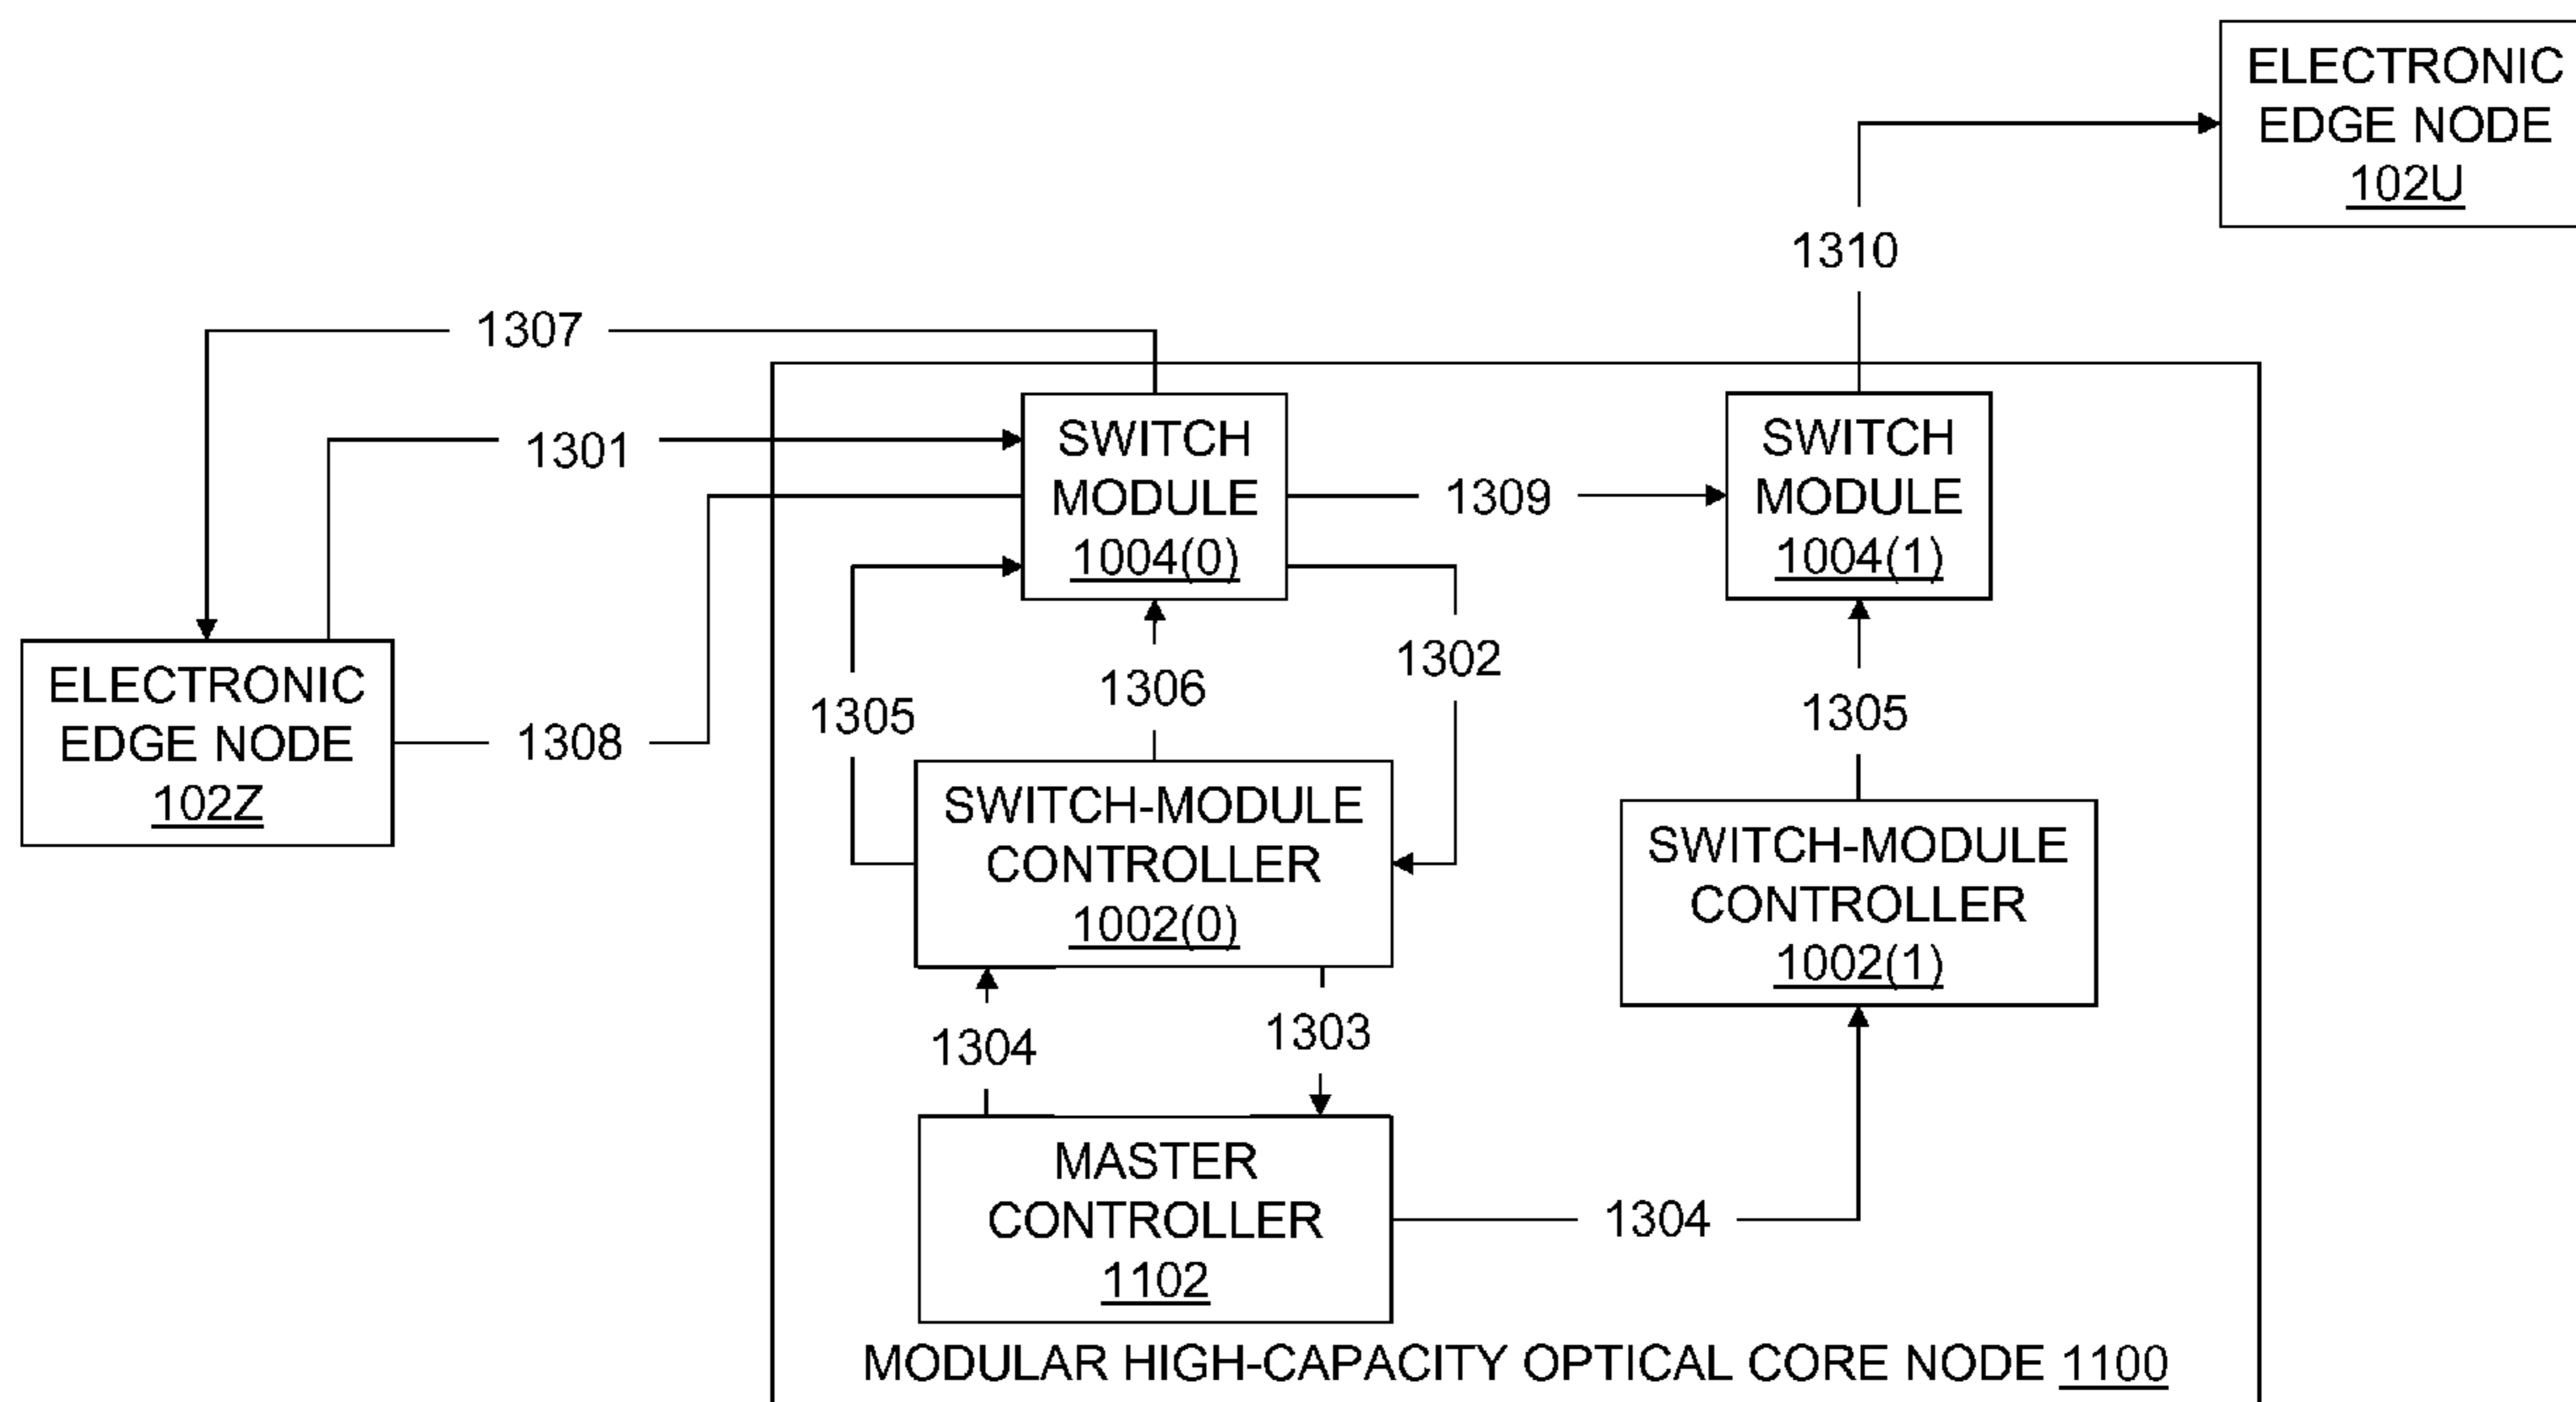 ELECTRONIC
EDGE NODE
102U
1310
1307
1301
SWITCH
MODULE
1004(0)
1309
SWITCH
MODULE
1004(1)
1302
1306
1305
1305
ELECTRONIC
EDGE NODE
102Z
1308
SWITCH-MODULE
CONTROLLER
1002(0)
SWITCH-MODULE
CONTROLLER
1002(1)
1304
1303
MASTER
CONTROLLER
1102
1304
MODULAR HIGH-CAPACITY OPTICAL CORE NODE 1100